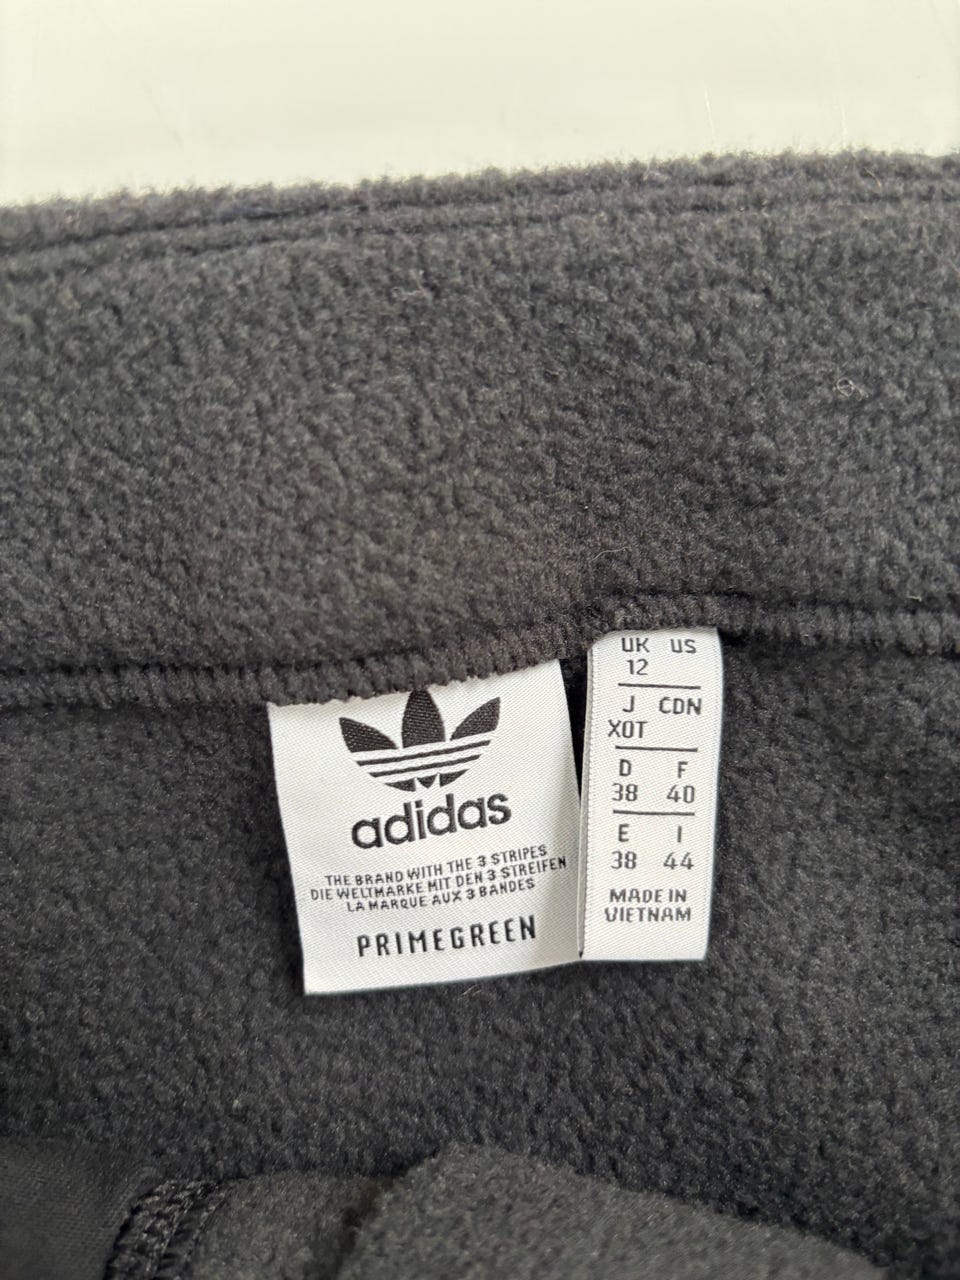 adidas
THE BRAND WITH THE 3 STRIPES
DIE WELTMARKE MIT DEN 3 STREIFEN
LA MARQUE AUX 3 BANDES
PRIMEGREEN
UK US
12
J CDN
XOT
D F
38 40
E I
38 44
MADE IN
VIETNAM